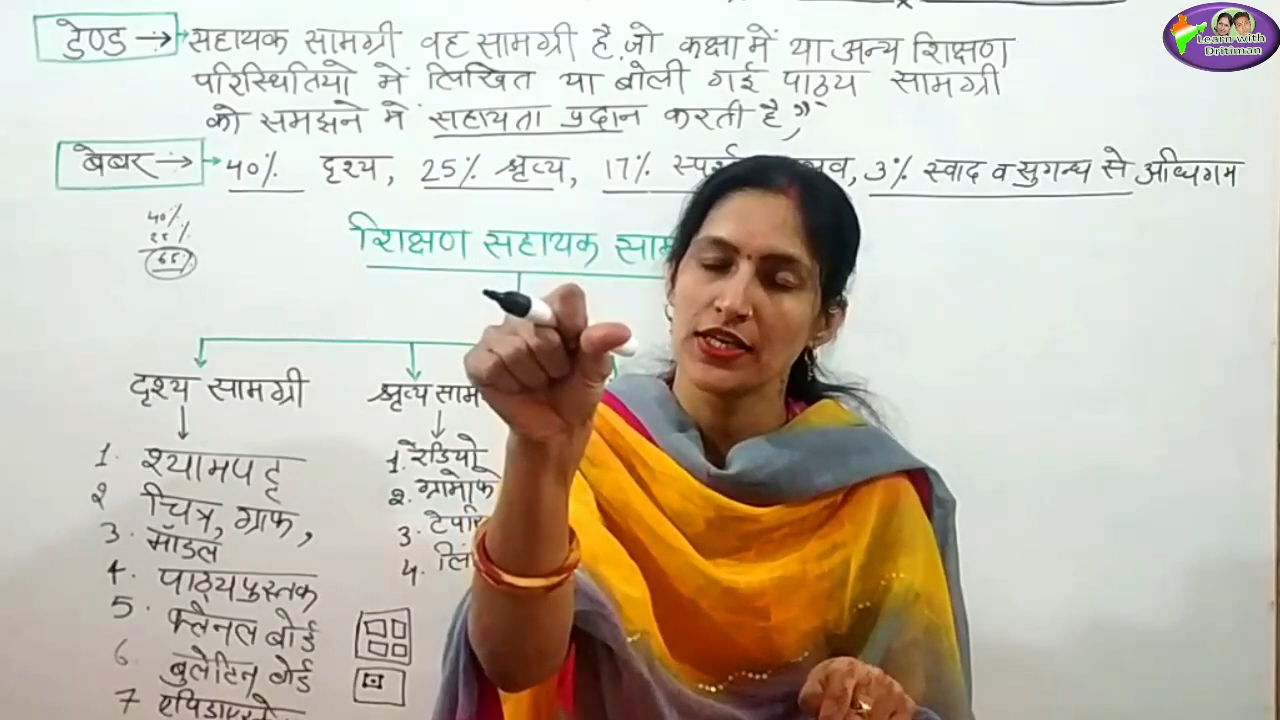 Learn with
Dritiman
डेण्ड → सहायक सामग्री वह सामग्री है जो कक्षा में या अन्य शिक्षण
परिस्थितियो में लिखित या बोली गई पाठ्य सामग्री
को समझने में सहायता प्रदान करती है”
बेबर → 40% दृश्य, 25% श्रृव्य, 17% 3% स्वाद व सुगन्ध से अधिगम
40%
25%
65%
शिक्षण सहायक
दृश्य सामग्री
1. श्यामपट्ट
2 चित्र, ग्राफ,
3. मॉडल
4. पाठ्यपुस्तक
5. फ्लैनल बोर्ड
6 बुलेटिन बोर्ड
7
श्रृव्य
1. रेडियो
2.
3.
4.